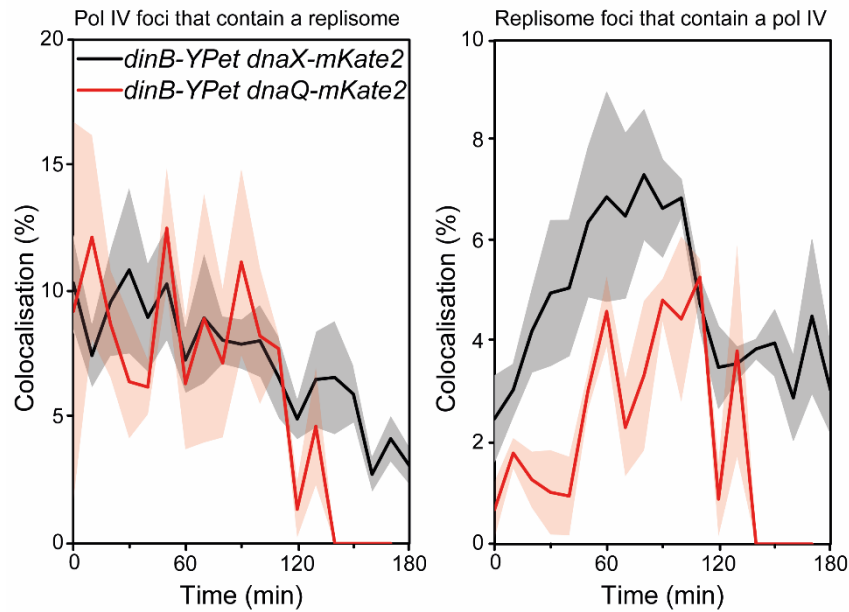 Pol IV foci that contain a replisome
20
15
10
5
0
Colocalisation (%)
dinB-YPet dnaX-mKate2
dinB-YPet dnaQ-mKate2
0
60
120
180
Time (min)
Replisome foci that contain a pol IV
10
8
6
4
2
0
Colocalisation (%)
0
60
120
180
Time (min)